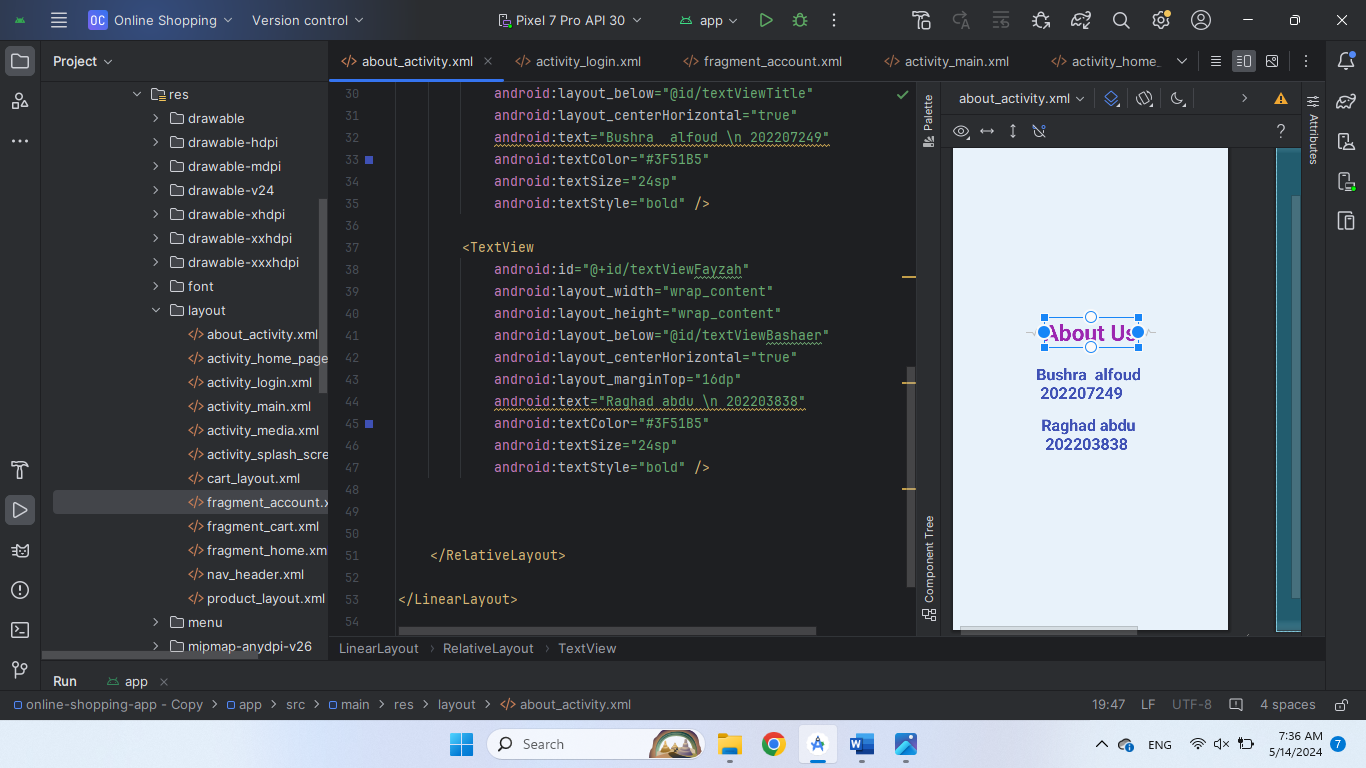 OC Online Shopping Version control Pixel 7 Pro API 30 app
Project
about_activity.xml activity_login.xml fragment_account.xml activity_main.xml activity_home_
res
drawable
drawable-hdpi
drawable-mdpi
drawable-v24
drawable-xhdpi
drawable-xxhdpi
drawable-xxxhdpi
font
layout
about_activity.xml
activity_home_page
activity_login.xml
activity_main.xml
activity_media.xml
activity_splash_scre
cart_layout.xml
fragment_account.x
fragment_cart.xml
fragment_home.xm
nav_header.xml
product_layout.xml
menu
mipmap-anydpi-v26
30 android:layout_below="@id/textViewTitle"
31 android:layout_centerHorizontal="true"
32 android:text="Bushra  alfoud \n 202207249"
33 android:textColor="#3F51B5"
34 android:textSize="24sp"
35 android:textStyle="bold" />
36
37 <TextView
38 android:id="@+id/textViewFayzah"
39 android:layout_width="wrap_content"
40 android:layout_height="wrap_content"
41 android:layout_below="@id/textViewBashaer"
42 android:layout_centerHorizontal="true"
43 android:layout_marginTop="16dp"
44 android:text="Raghad abdu \n 202203838"
45 android:textColor="#3F51B5"
46 android:textSize="24sp"
47 android:textStyle="bold" />
48
49
50
51 </RelativeLayout>
52
53 </LinearLayout>
54
LinearLayout RelativeLayout TextView
Palette
Component Tree
about_activity.xml
?
About Us
Bushra  alfoud
202207249
Raghad abdu
202203838
Attributes
Run app
online-shopping-app - Copy app src main res layout about_activity.xml 19:47 LF UTF-8 4 spaces
Search
ENG
7:36 AM
5/14/2024
7